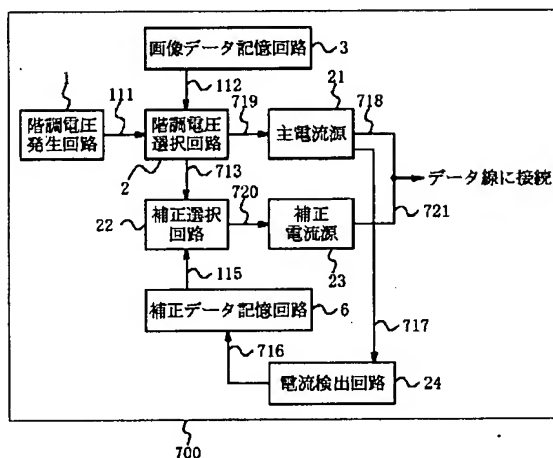 画像データ記憶回路
3
1
111
112
21
階調電圧
発生回路
階調電圧
選択回路
719
主電流源
718
2
713
データ線に接続
22
補正選択
回路
720
補正
電流源
721
23
115
補正データ記憶回路
6
717
716
電流検出回路
24
700